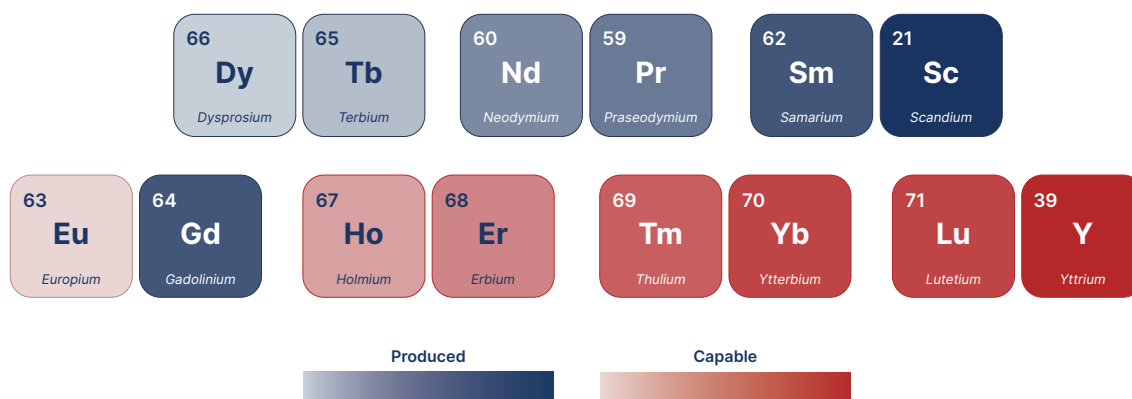 66 65 60 59 62 21
Dy Tb Nd Pr Sm Sc
Dysprosium Terbium Neodymium Praseodymium Samarium Scandium
63 64 67 68 69 70 71 39
Eu Gd Ho Er Tm Yb Lu Y
Europium Gadolinium Holmium Erbium Thulium Ytterbium Lutetium Yttrium
Produced Capable